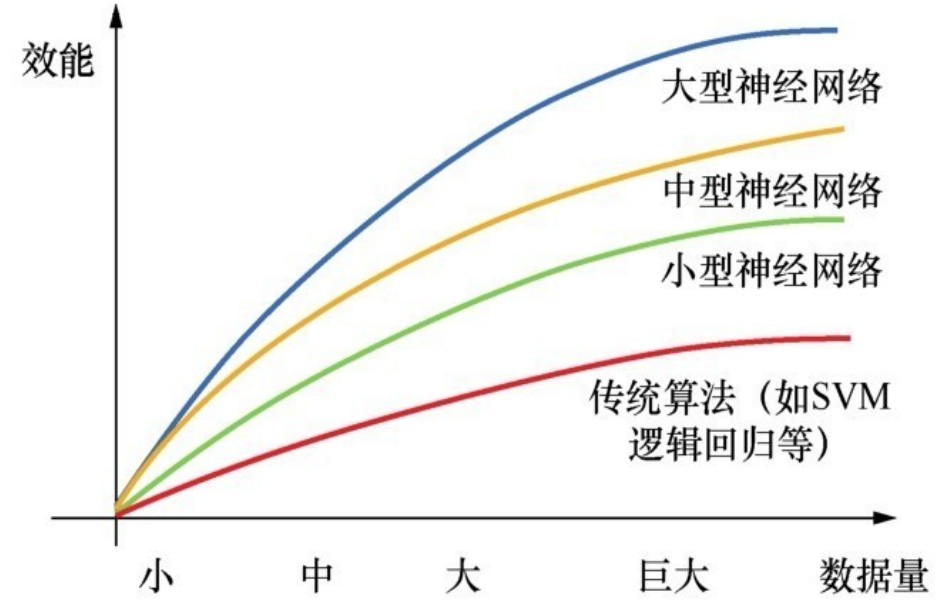 效能
大型神经网络
中型神经网络
小型神经网络
传统算法（如SVM
逻辑回归等）
小 中 大 巨大 数据量